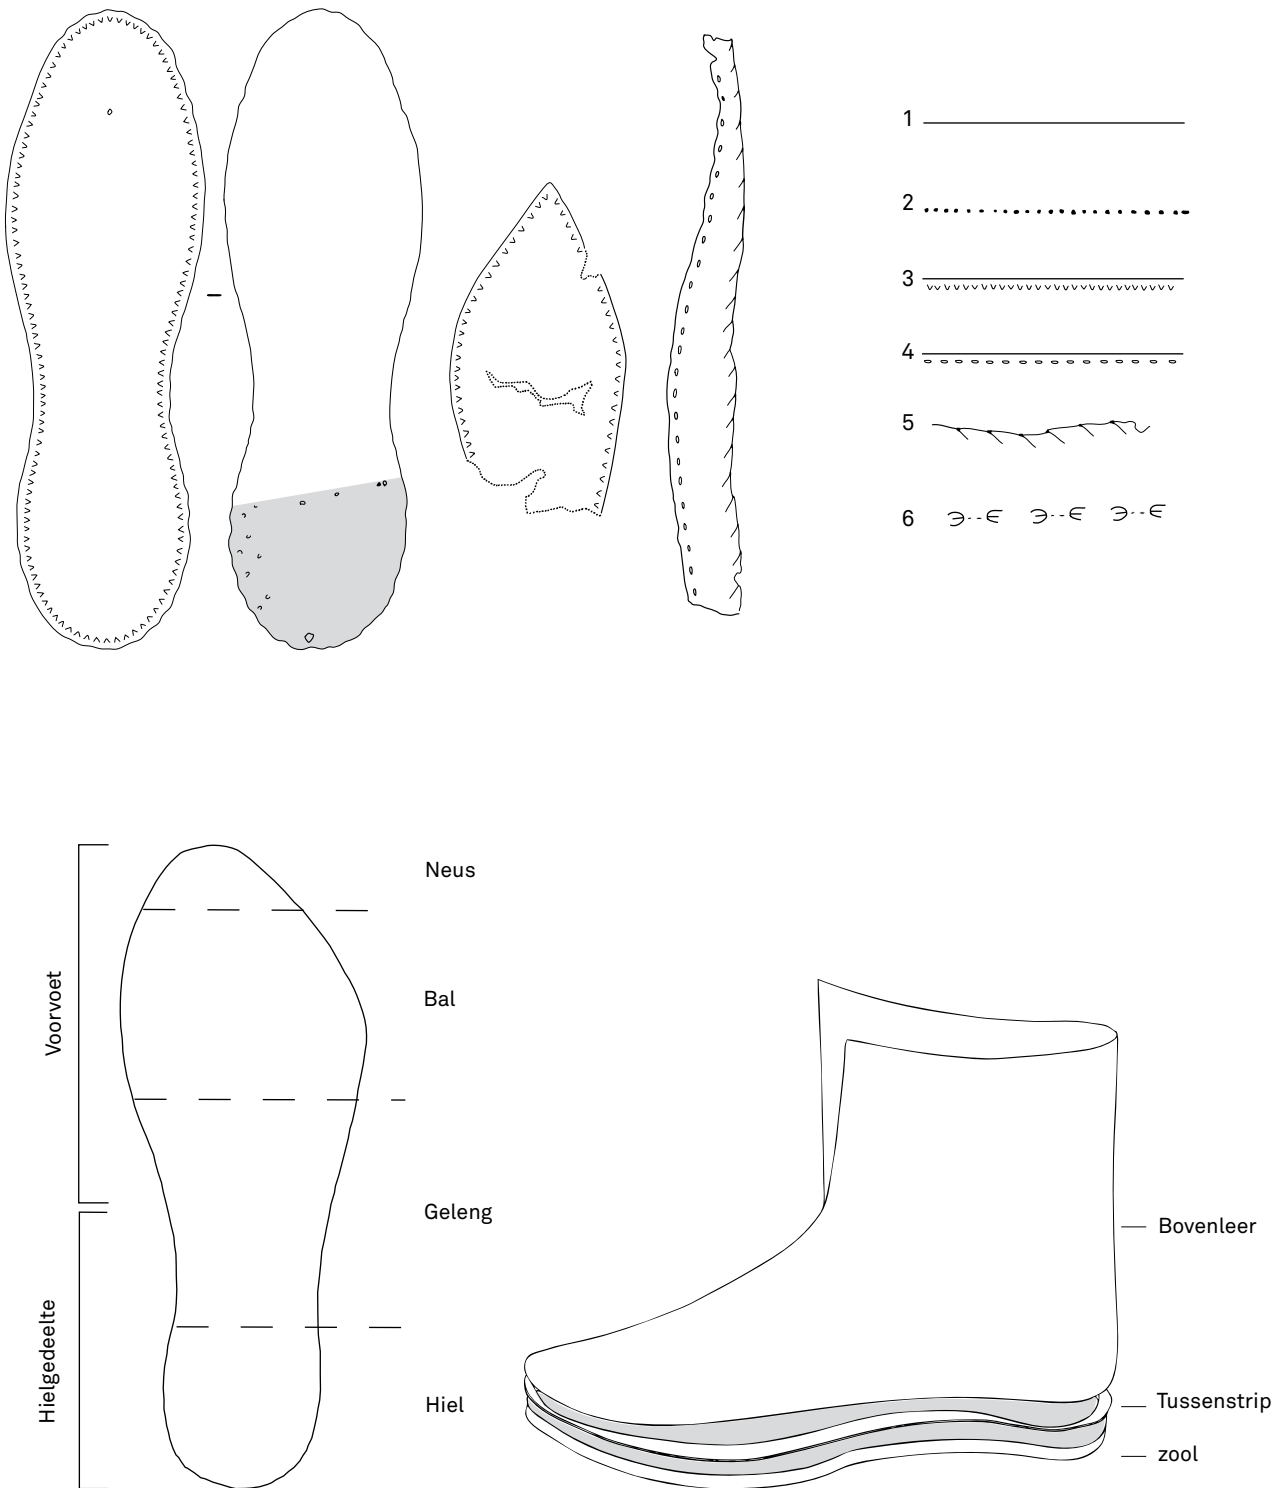 1
2
3
4
5
6
Voorvoet
Hielgedeelte
Neus
Bal
Geleng
Hiel
Bovenleer
Tussenstrip
zool